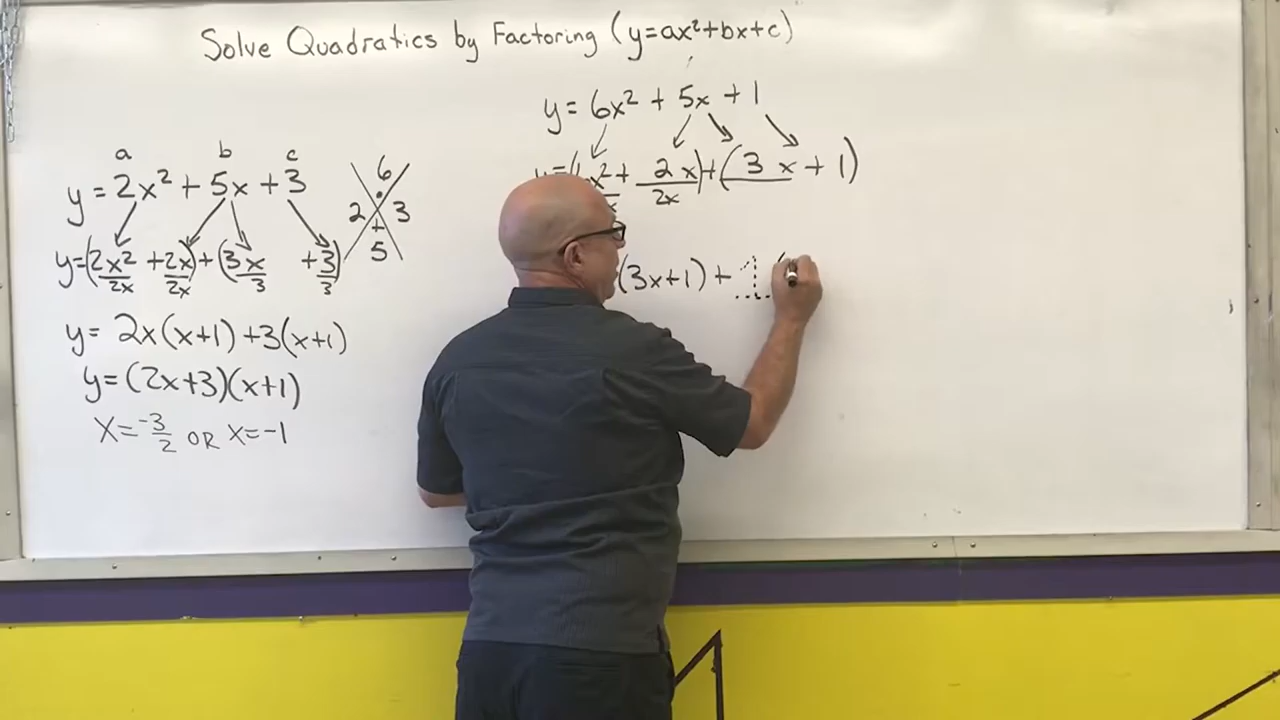 Solve Quadratics by Factoring (y=ax²+bx+c)
a b c
y = 2x² + 5x + 3
6
2 3
+
5
y=(2x²/2x + 2x/2x) + (3x/3 + 3/3)
y = 2x(x+1) + 3(x+1)
y = (2x+3)(x+1)
x = -3/2 OR x = -1
y = 6x² + 5x + 1
x² + 2x/2x) + (3x + 1)
(3x+1) + 1